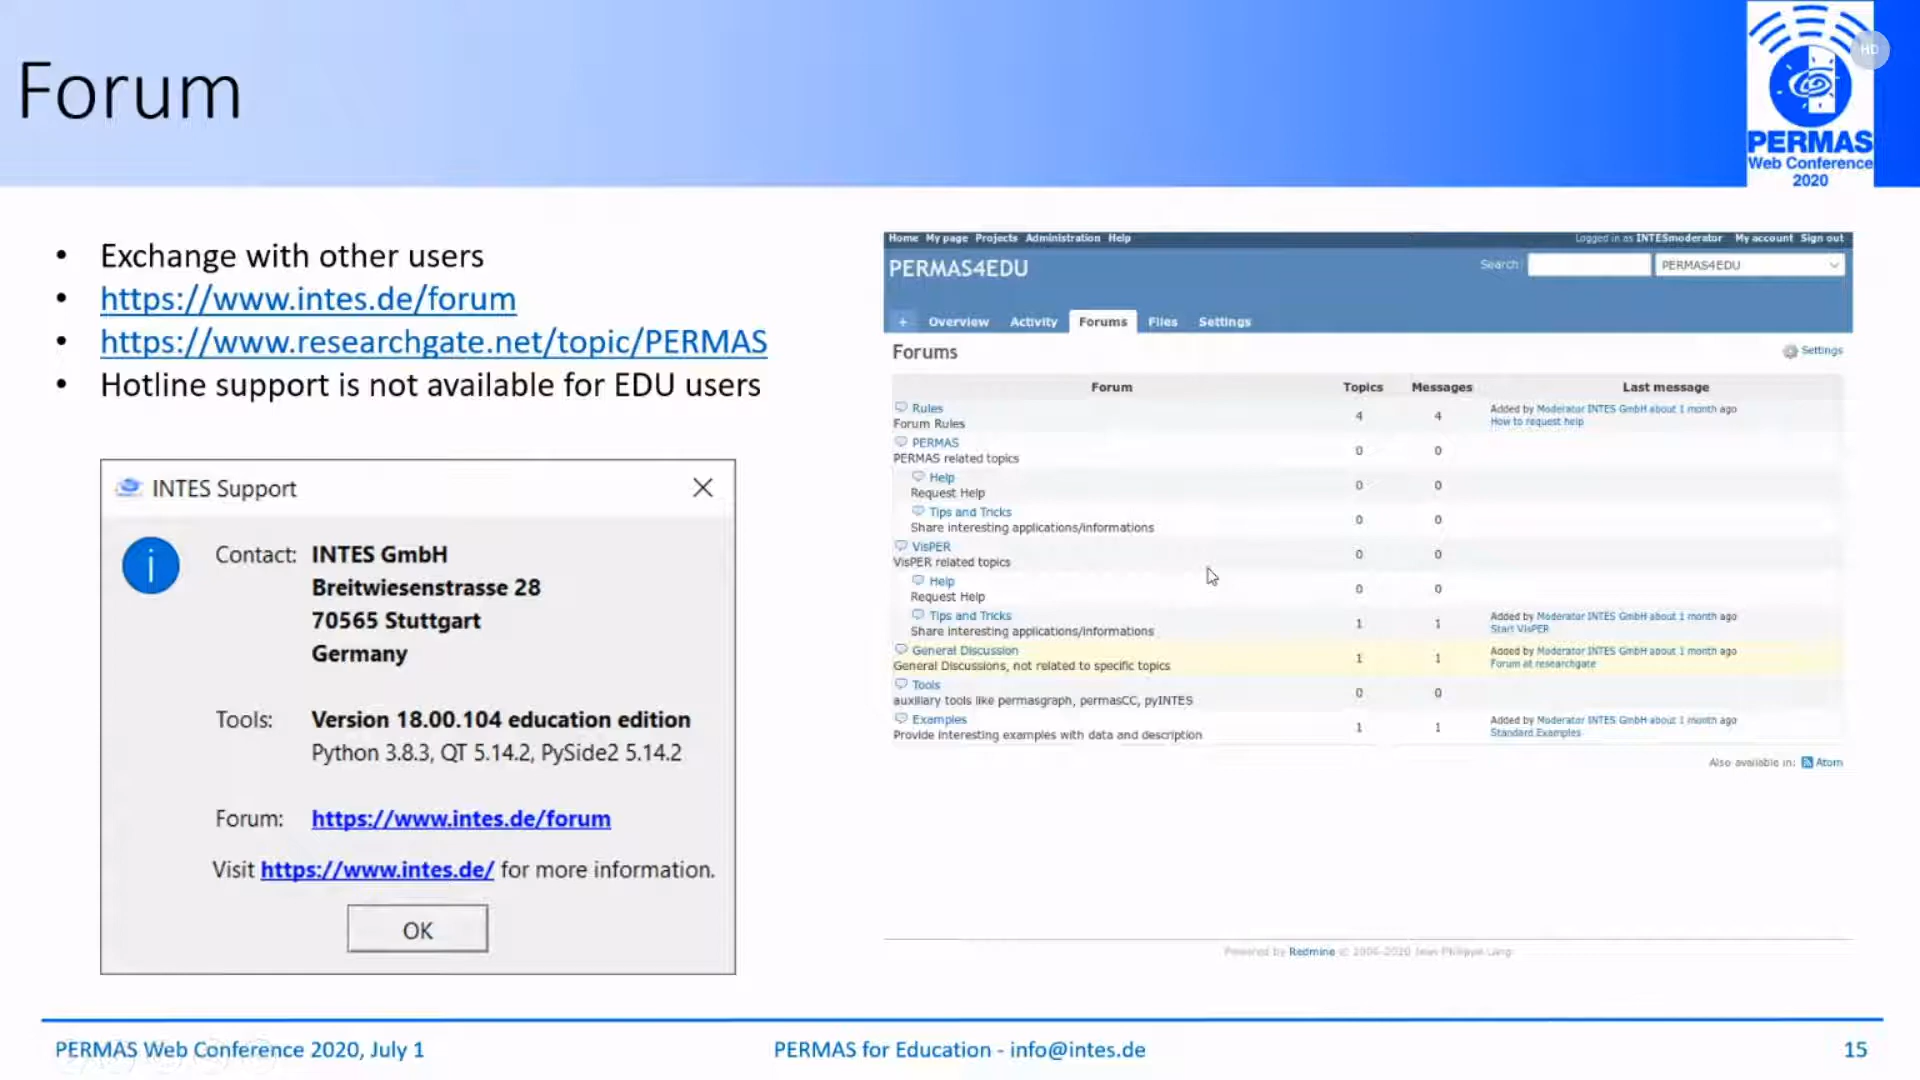 Forum
HD
PERMAS
Web Conference
2020
• Exchange with other users
• https://www.intes.de/forum
• https://www.researchgate.net/topic/PERMAS
• Hotline support is not available for EDU users
INTES Support
Contact: INTES GmbH
Breitwiesenstrasse 28
70565 Stuttgart
Germany
Tools: Version 18.00.104 education edition
Python 3.8.3, QT 5.14.2, PySide2 5.14.2
Forum: https://www.intes.de/forum
Visit https://www.intes.de/ for more information.
OK
Home My page Projects Administration Help Logged in as INTESmoderator My account Sign out
PERMAS4EDU Search: PERMAS4EDU
+ Overview Activity Forums Files Settings
Forums Settings
Forum Topics Messages Last message
Rules 4 4 Added by Moderator INTES GmbH about 1 month ago
Forum Rules How to request help
PERMAS 0 0
PERMAS related topics
Help 0 0
Request Help
Tips and Tricks 0 0
Share interesting applications/informations
VisPER 0 0
VisPER related topics
Help 0 0
Request Help
Tips and Tricks 1 1 Added by Moderator INTES GmbH about 1 month ago
Share interesting applications/informations Start VisPER
General Discussion 1 1 Added by Moderator INTES GmbH about 1 month ago
General Discussions, not related to specific topics Forum at researchgate
Tools 0 0
auxiliary tools like permasgraph, permasCC, pyINTES
Examples 1 1 Added by Moderator INTES GmbH about 1 month ago
Provide interesting examples with data and description Standard Examples
Also available in: Atom
Powered by Redmine © 2006-2020 Jean-Philippe Lang
PERMAS Web Conference 2020, July 1
PERMAS for Education - info@intes.de
15